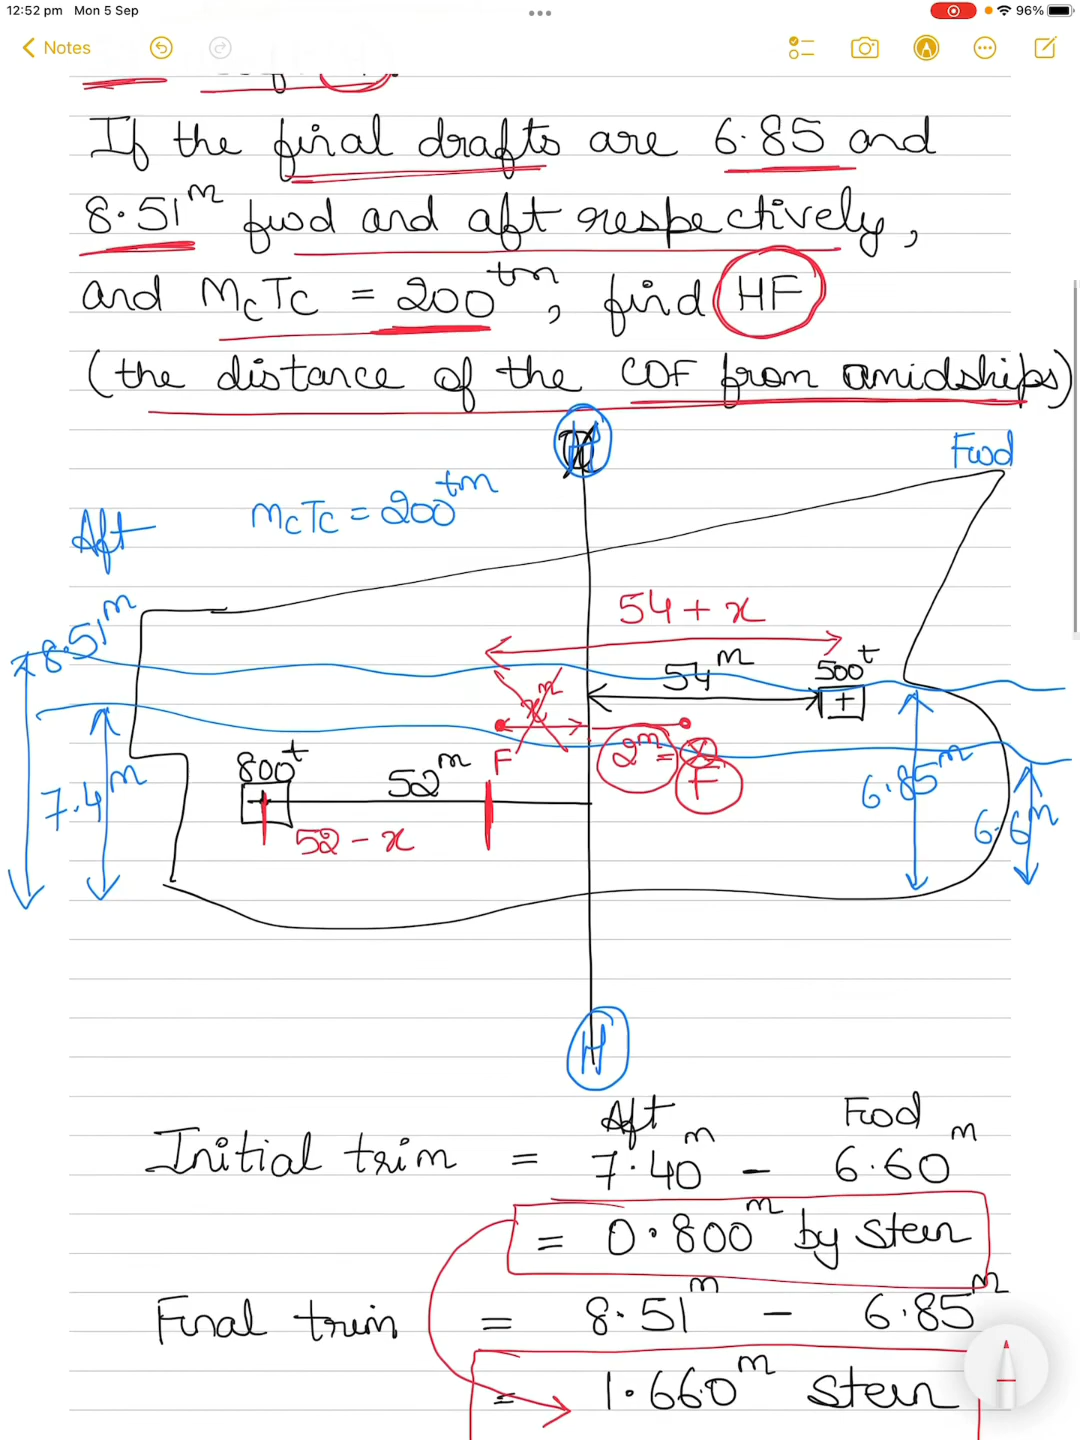 12:52 pm Mon 5 Sep
96%
Notes
If the final drafts are 6.85 and
8.51ᵐ fwd and aft respectively,
and MCTC = 200ᵗᵐ, find HF
(the distance of the COF from amidships)
H
Fwd
MCTC = 200ᵗᵐ
Aft
54 + x
8.51ᵐ
54ᵐ
500ᵗ
xᵐ
F
2ᵐ = x
F
800ᵗ
52ᵐ
7.4ᵐ
6.85ᵐ
52 - x
6.6ᵐ
H
Aft Fwd
Initial trim = 7.40ᵐ - 6.60ᵐ
= 0.800ᵐ by stern
Final trim = 8.51ᵐ - 6.85ᵐ
= 1.660ᵐ stern